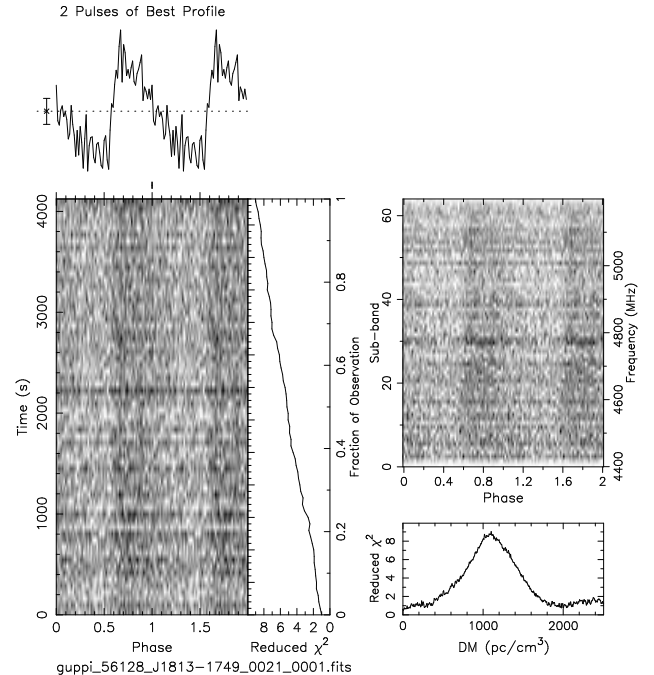 2 Pulses of Best Profile
Time (s)
0
1000
2000
3000
4000
0 0.5 1 1.5
Phase
8 6 4 2 0
Reduced χ²
0 0.2 0.4 0.6 0.8 1
Fraction of Observation
Sub-band
0 20 40 60
0 0.4 0.8 1.2 1.6 2
Phase
4400 4600 4800 5000
Frequency (MHz)
Reduced χ²
0 2 4 6 8
0 1000 2000
DM (pc/cm³)
guppi_56128_J1813-1749_0021_0001.fits